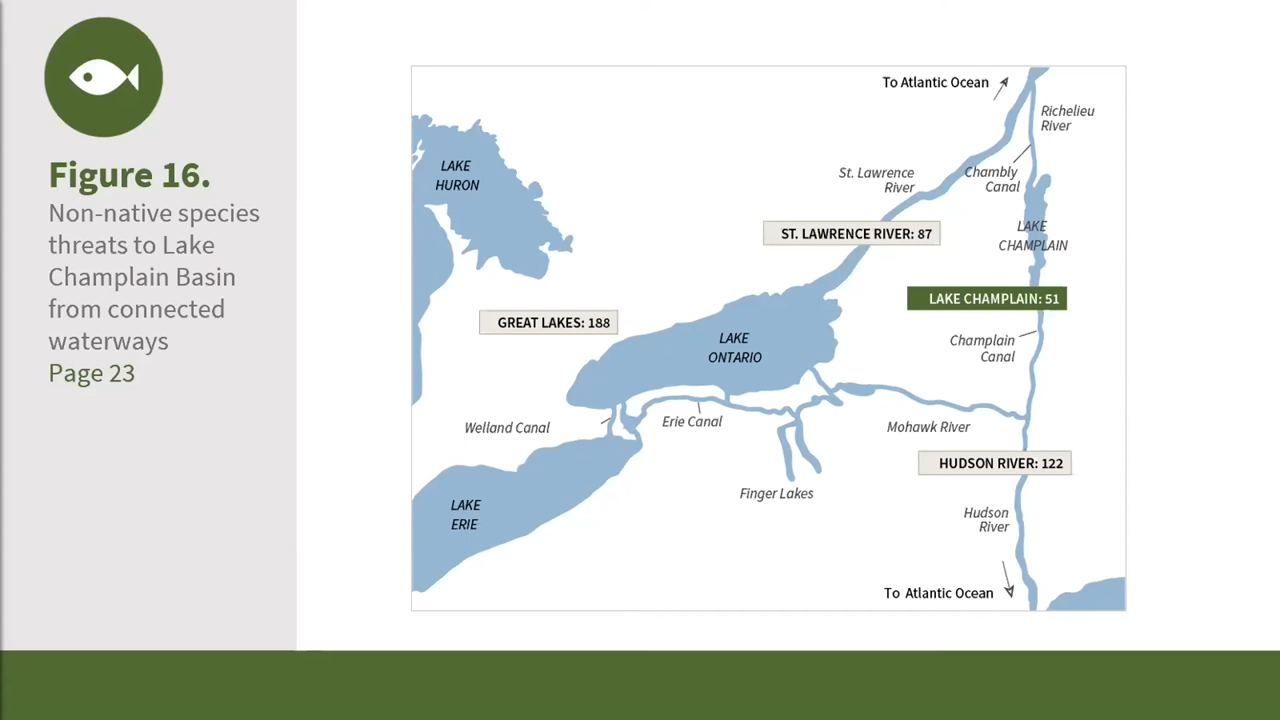 Figure 16.
Non-native species
threats to Lake
Champlain Basin
from connected
waterways
Page 23
To Atlantic Ocean
Richelieu
River
LAKE
HURON
St. Lawrence
River
Chambly
Canal
ST. LAWRENCE RIVER: 87
LAKE
CHAMPLAIN
LAKE CHAMPLAIN: 51
GREAT LAKES: 188
LAKE
ONTARIO
Champlain
Canal
Welland Canal
Erie Canal
Mohawk River
HUDSON RIVER: 122
Finger Lakes
LAKE
ERIE
Hudson
River
To Atlantic Ocean